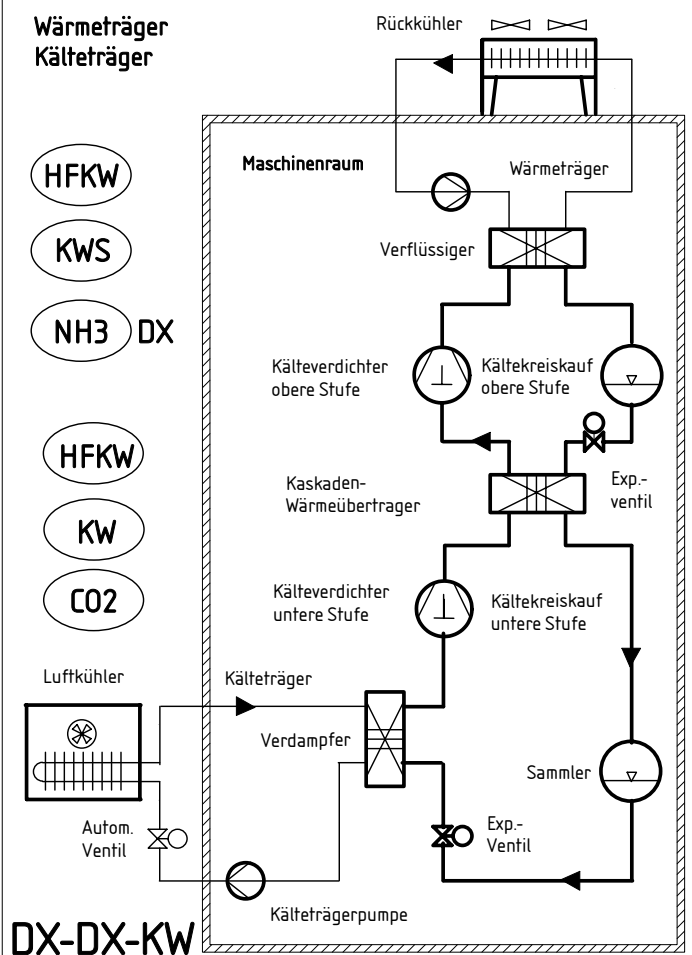 Wärmeträger
Kälteträger
Rückkühler
Maschinenraum
Wärmeträger
HFKW
KWS
Verflüssiger
NH3 DX
Kälteverdichter
obere Stufe
Kältekreiskauf
obere Stufe
HFKW
Kaskaden-
Wärmeübertrager
Exp.-
ventil
KW
CO2
Kälteverdichter
untere Stufe
Kältekreiskauf
untere Stufe
Luftkühler
Kälteträger
Verdampfer
Sammler
Autom.
Ventil
Exp.-
Ventil
Kälteträgerpumpe
DX-DX-KW